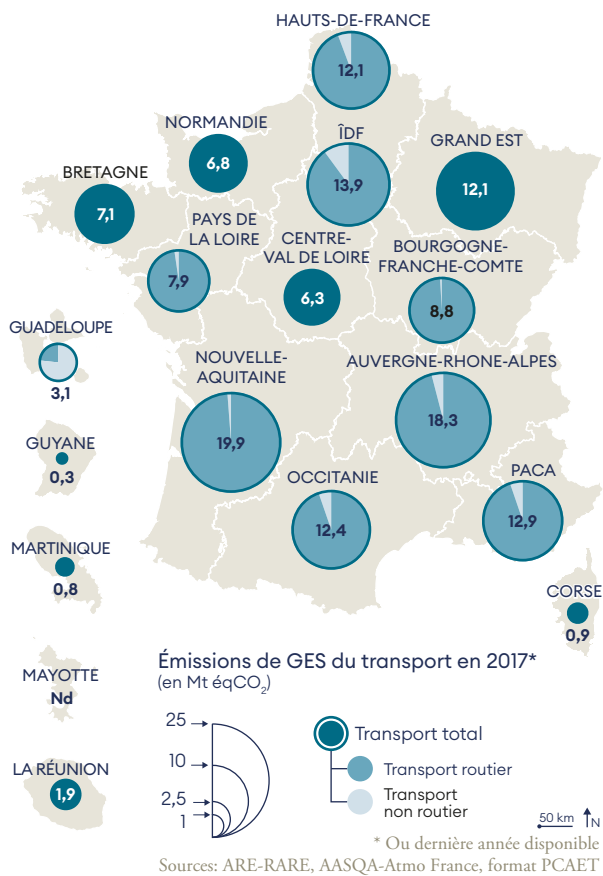 HAUTS-DE-FRANCE
12,1
NORMANDIE
6,8
ÎDF
13,9
GRAND EST
12,1
BRETAGNE
7,1
PAYS DE
LA LOIRE
7,9
CENTRE-
VAL DE LOIRE
6,3
BOURGOGNE-
FRANCHE-COMTE
8,8
GUADELOUPE
3,1
NOUVELLE-
AQUITAINE
19,9
AUVERGNE-RHONE-ALPES
18,3
GUYANE
0,3
OCCITANIE
12,4
PACA
12,9
MARTINIQUE
0,8
CORSE
0,9
MAYOTTE
Nd
LA RÉUNION
1,9
Émissions de GES du transport en 2017*
(en Mt éqCO₂)
25
10
2,5
1
Transport total
Transport routier
Transport
non routier
50 km
N
* Ou dernière année disponible
Sources: ARE-RARE, AASQA-Atmo France, format PCAET